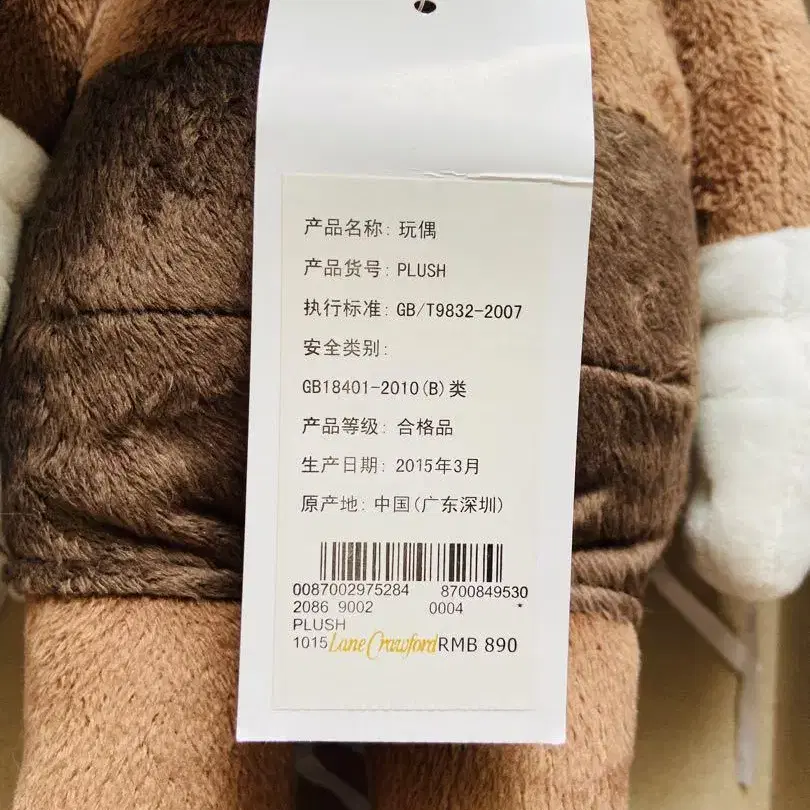 产品名称: 玩偶
产品货号: PLUSH
执行标准: GB/T9832-2007
安全类别:
GB18401-2010(B)类
产品等级: 合格品
生产日期: 2015年3月
原产地: 中国(广东深圳)
0087002975284 8700849530
2086 9002 0004 *
PLUSH
1015 Lane Crawford RMB 890